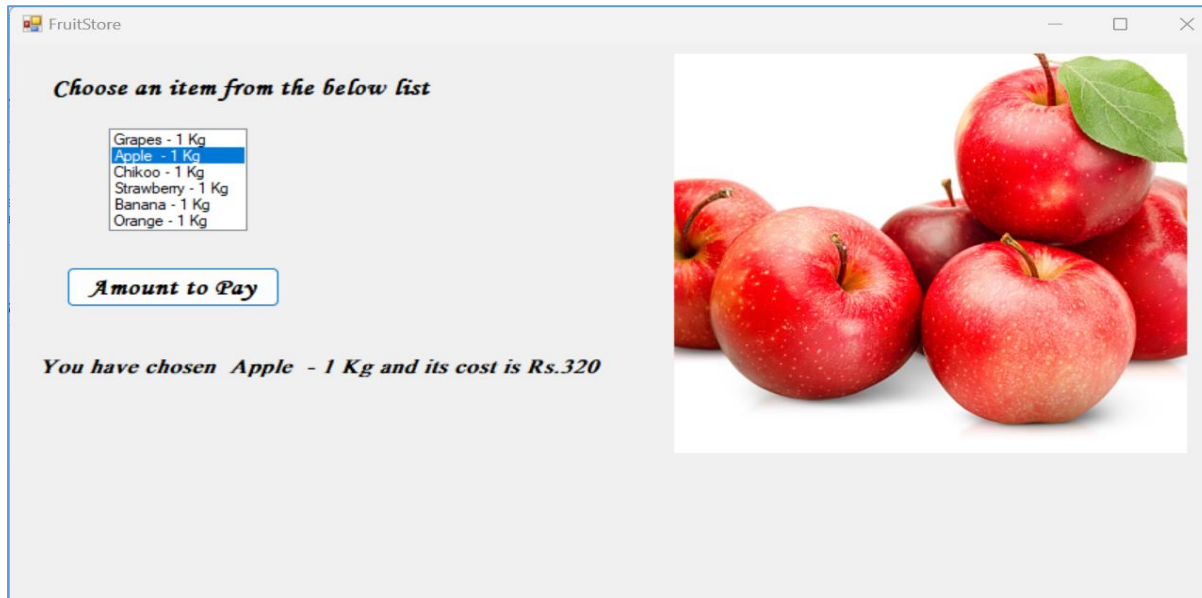 FruitStore
Choose an item from the below list
Grapes - 1 Kg
Apple - 1 Kg
Chikoo - 1 Kg
Strawberry - 1 Kg
Banana - 1 Kg
Orange - 1 Kg
Amount to Pay
You have chosen Apple - 1 Kg and its cost is Rs.320